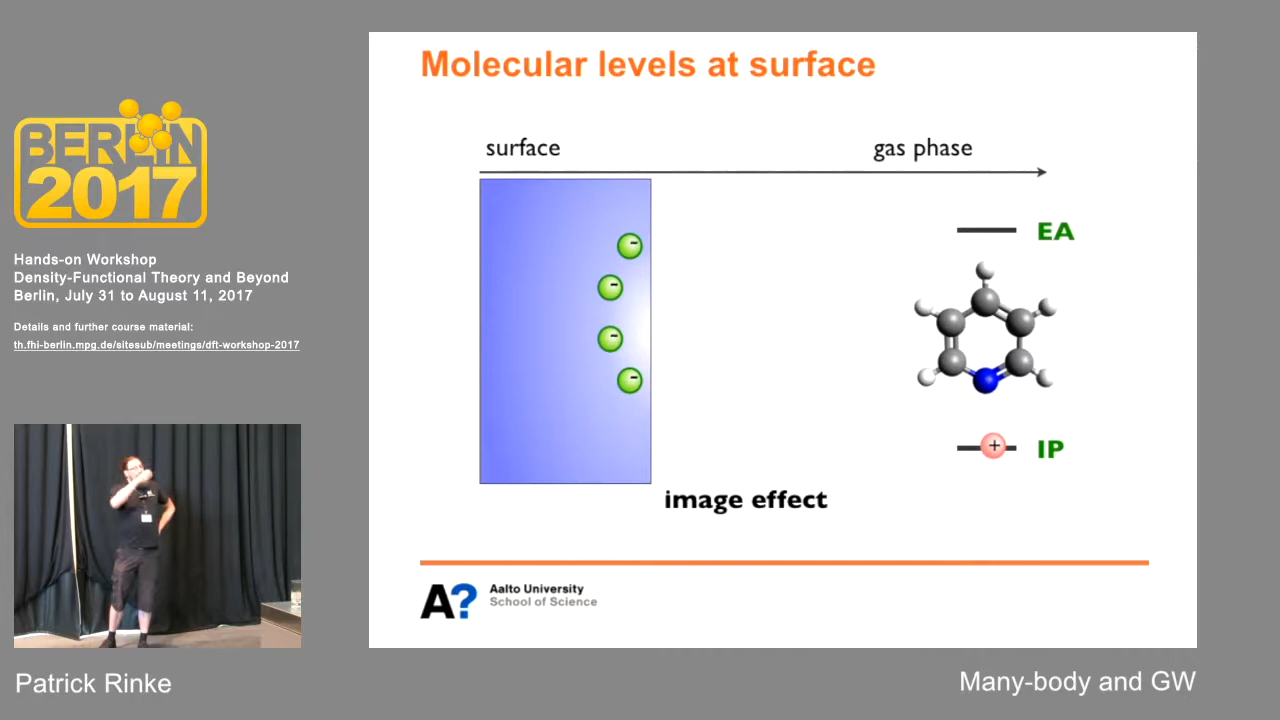 BERLIN
2017
Hands-on Workshop
Density-Functional Theory and Beyond
Berlin, July 31 to August 11, 2017
Details and further course material:
th.fhi-berlin.mpg.de/sitesub/meetings/dft-workshop-2017
Patrick Rinke
Molecular levels at surface
surface
gas phase
EA
-
-
-
-
+
IP
image effect
A?
Aalto University
School of Science
Many-body and GW